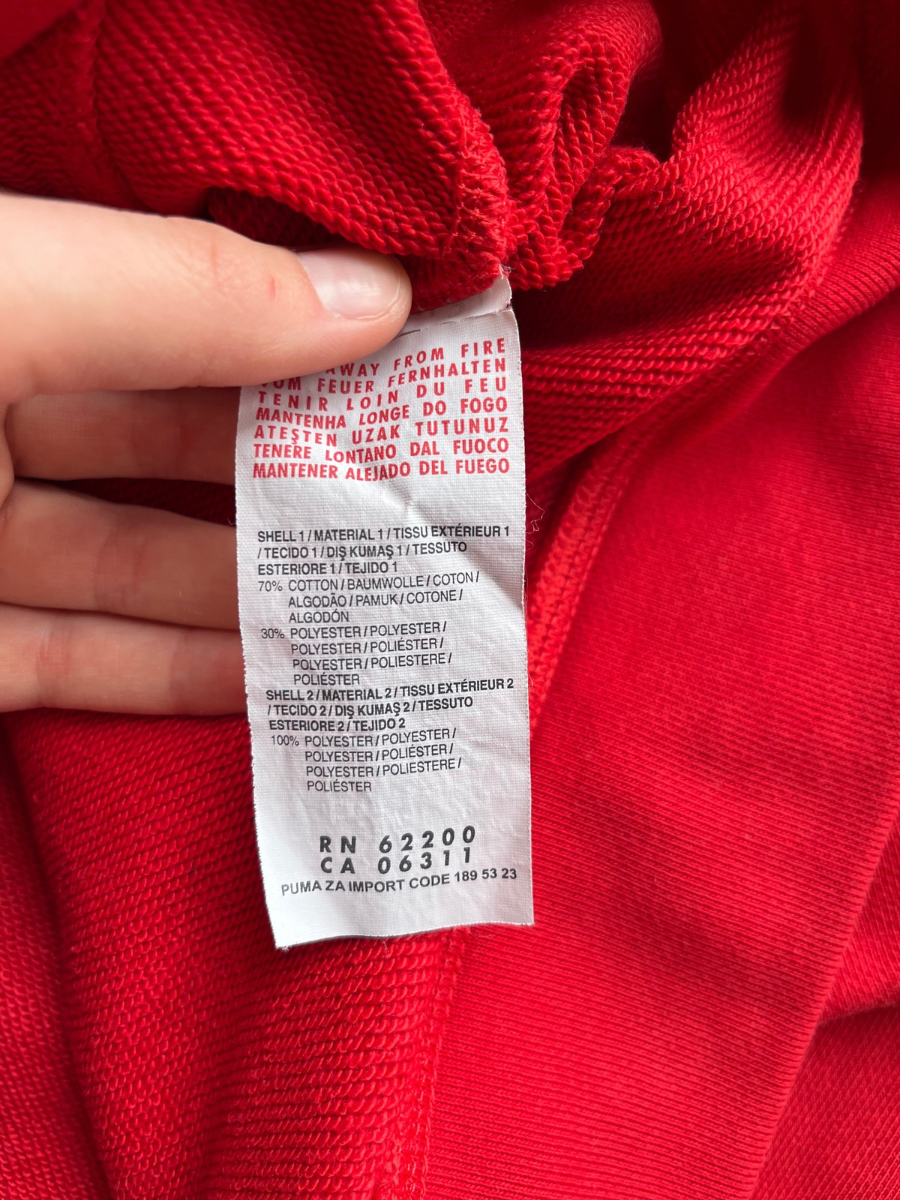 AWAY FROM FIRE
VOM FEUER FERNHALTEN
TENIR LOIN DU FEU
MANTENHA LONGE DO FOGO
ATEŞTEN UZAK TUTUNUZ
TENERE LONTANO DAL FUOCO
MANTENER ALEJADO DEL FUEGO
SHELL 1 / MATERIAL 1 / TISSU EXTÉRIEUR 1
/ TECIDO 1 / DIŞ KUMAŞ 1 / TESSUTO
ESTERIORE 1 / TEJIDO 1
70% COTTON / BAUMWOLLE / COTON /
ALGODÃO / PAMUK / COTONE /
ALGODÓN
30% POLYESTER / POLYESTER /
POLYESTER / POLIÉSTER /
POLYESTER / POLIESTERE /
POLIÉSTER
SHELL 2 / MATERIAL 2 / TISSU EXTÉRIEUR 2
/ TECIDO 2 / DIŞ KUMAŞ 2 / TESSUTO
ESTERIORE 2 / TEJIDO 2
100% POLYESTER / POLYESTER /
POLYESTER / POLIÉSTER /
POLYESTER / POLIESTERE /
POLIÉSTER
RN 62200
CA 06311
PUMA ZA IMPORT CODE 189 53 23